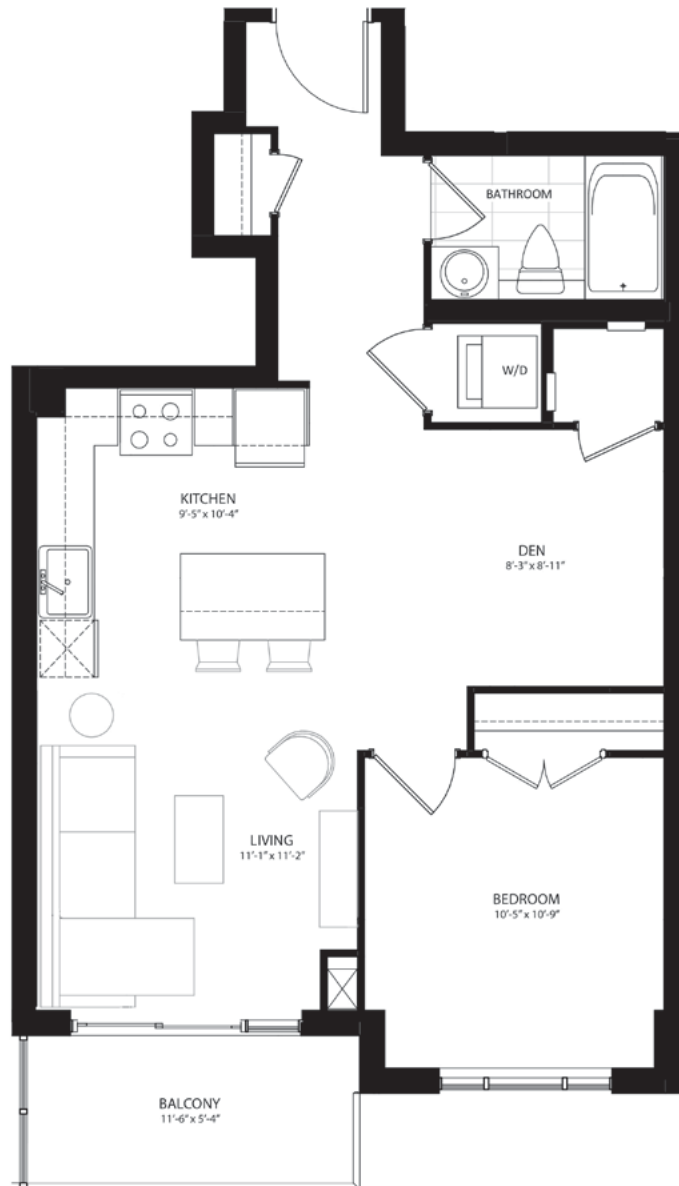 BATHROOM
W/D
KITCHEN
9'-5" x 10'-4"
DEN
8'-3" x 8'-11"
LIVING
11'-1" x 11'-2"
BEDROOM
10'-5" x 10'-9"
BALCONY
11'-6" x 5'-4"